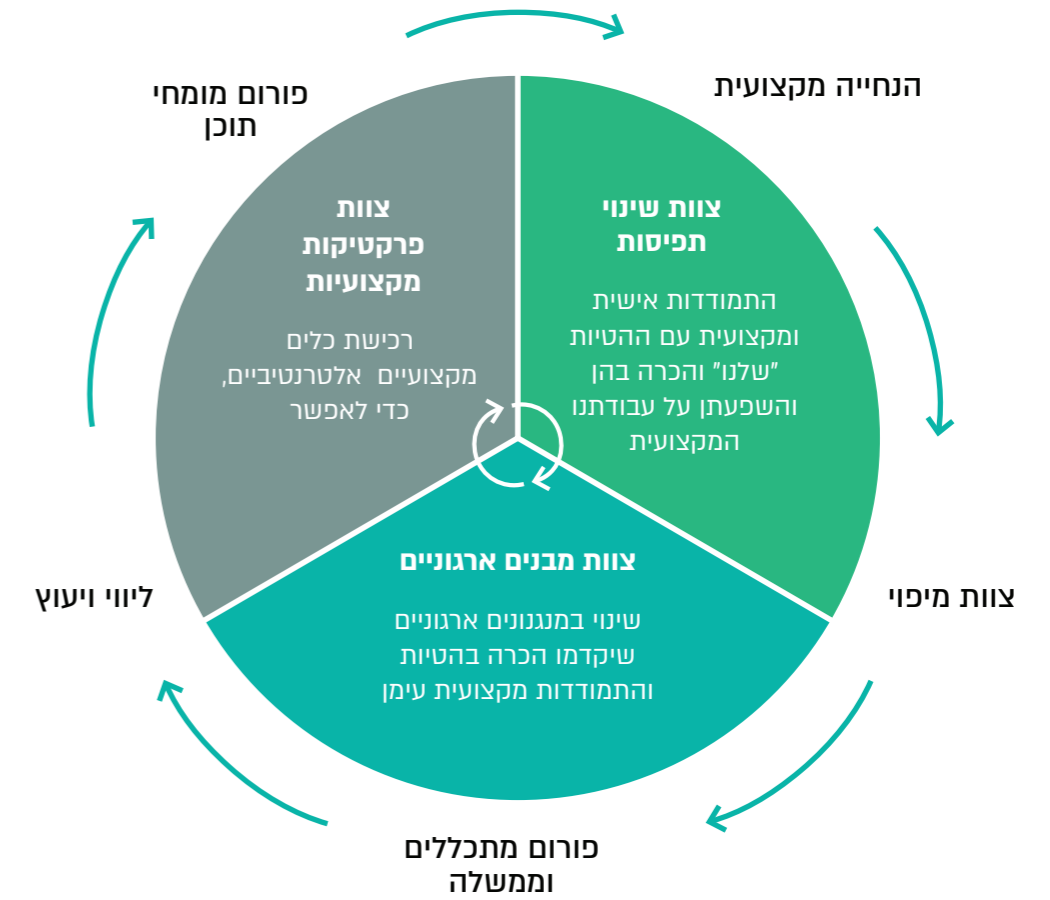 הנחייה מקצועית
פורום מומחי
תוכן
צוות שינוי
תפיסות
התמודדות אישית
ומקצועית עם ההטיות
"שלנו" והכרה בהן
והשפעתן על עבודתנו
המקצועית
צוות
פרקטיקות
מקצועיות
רכישת כלים
מקצועיים אלטרנטיביים,
כדי לאפשר
צוות מבנים ארגוניים
שינוי במנגנונים ארגוניים
שיקדמו הכרה בהטיות
והתמודדות מקצועית עימן
צוות מיפוי
ליווי ויעוץ
פורום מתכללים
וממשלה